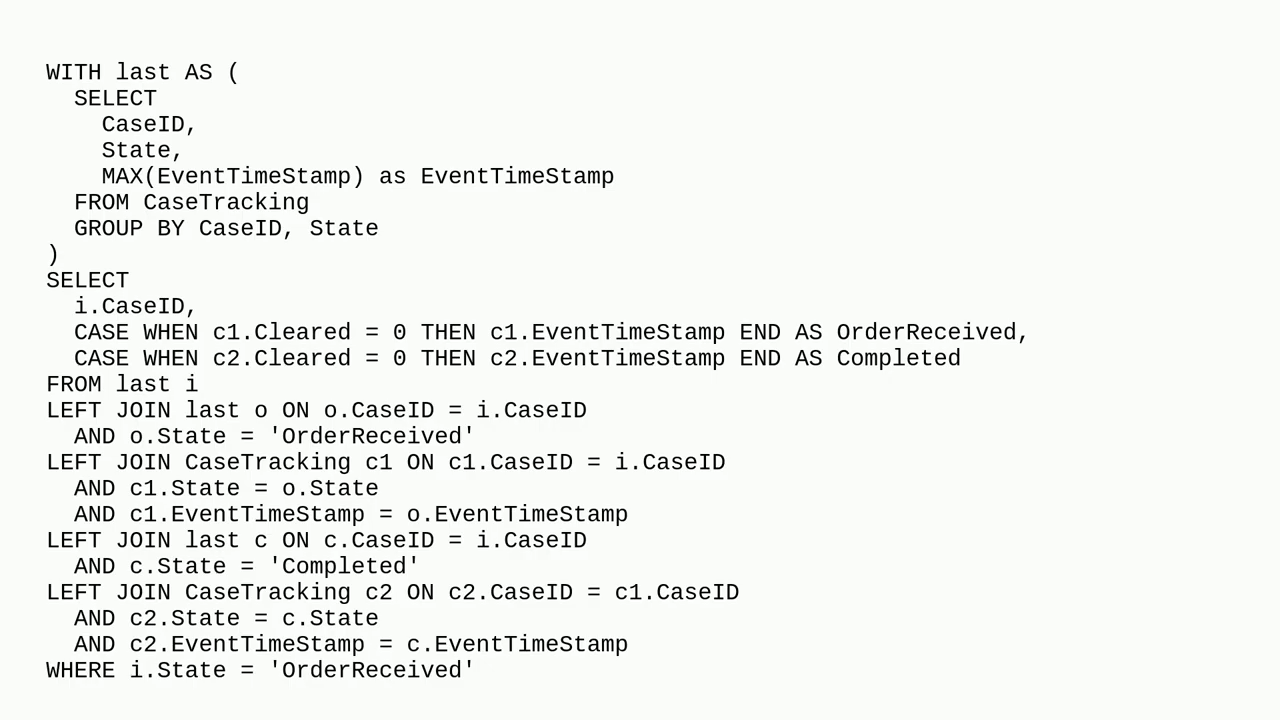 WITH last AS (
  SELECT
    CaseID,
    State,
    MAX(EventTimeStamp) as EventTimeStamp
  FROM CaseTracking
  GROUP BY CaseID, State
)
SELECT
  i.CaseID,
  CASE WHEN c1.Cleared = 0 THEN c1.EventTimeStamp END AS OrderReceived,
  CASE WHEN c2.Cleared = 0 THEN c2.EventTimeStamp END AS Completed
FROM last i
LEFT JOIN last o ON o.CaseID = i.CaseID
  AND o.State = 'OrderReceived'
LEFT JOIN CaseTracking c1 ON c1.CaseID = i.CaseID
  AND c1.State = o.State
  AND c1.EventTimeStamp = o.EventTimeStamp
LEFT JOIN last c ON c.CaseID = i.CaseID
  AND c.State = 'Completed'
LEFT JOIN CaseTracking c2 ON c2.CaseID = c1.CaseID
  AND c2.State = c.State
  AND c2.EventTimeStamp = c.EventTimeStamp
WHERE i.State = 'OrderReceived'